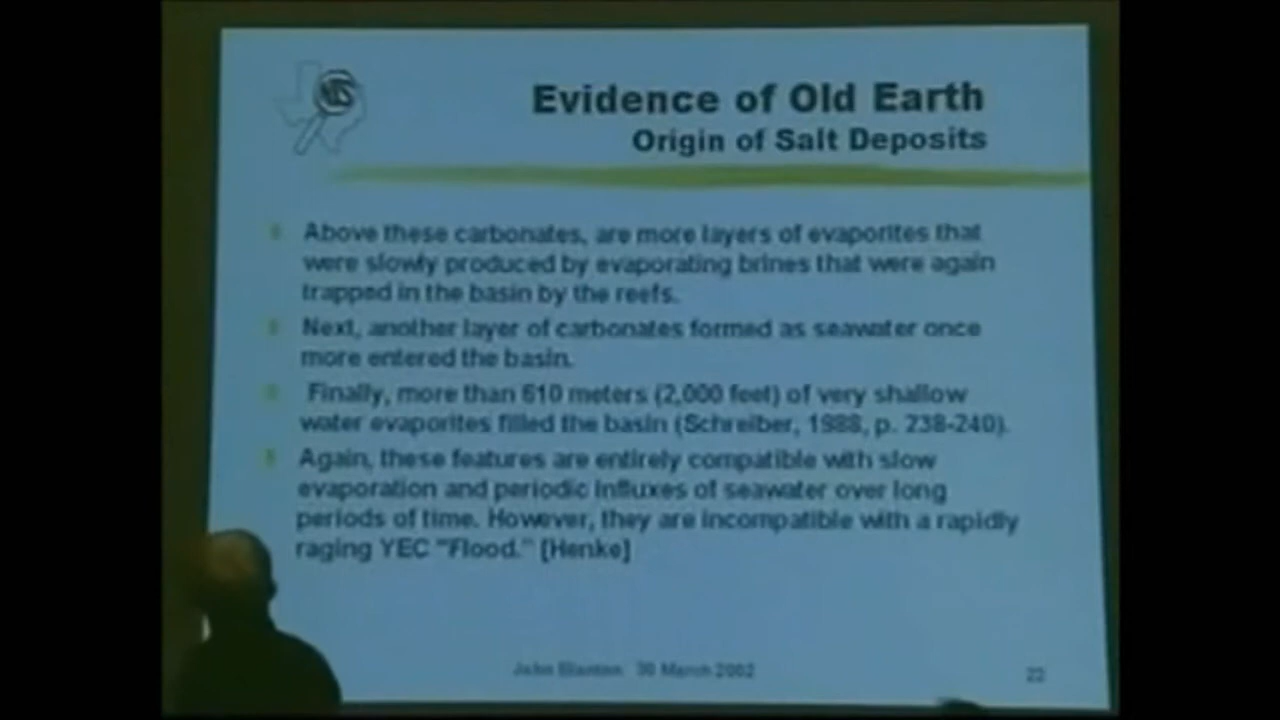 Evidence of Old Earth
Origin of Salt Deposits
Above these carbonates, are more layers of evaporites that
were slowly produced by evaporating brines that were again
trapped in the basin by the reefs.
Next, another layer of carbonates formed as seawater once
more entered the basin.
Finally, more than 610 meters (2,000 feet) of very shallow
water evaporites filled the basin (Schreiber, 1988, p. 238-240).
Again, these features are entirely compatible with slow
evaporation and periodic influxes of seawater over long
periods of time. However, they are incompatible with a rapidly
raging YEC "Flood." [Henke]
John Blanton 30 March 2002
22